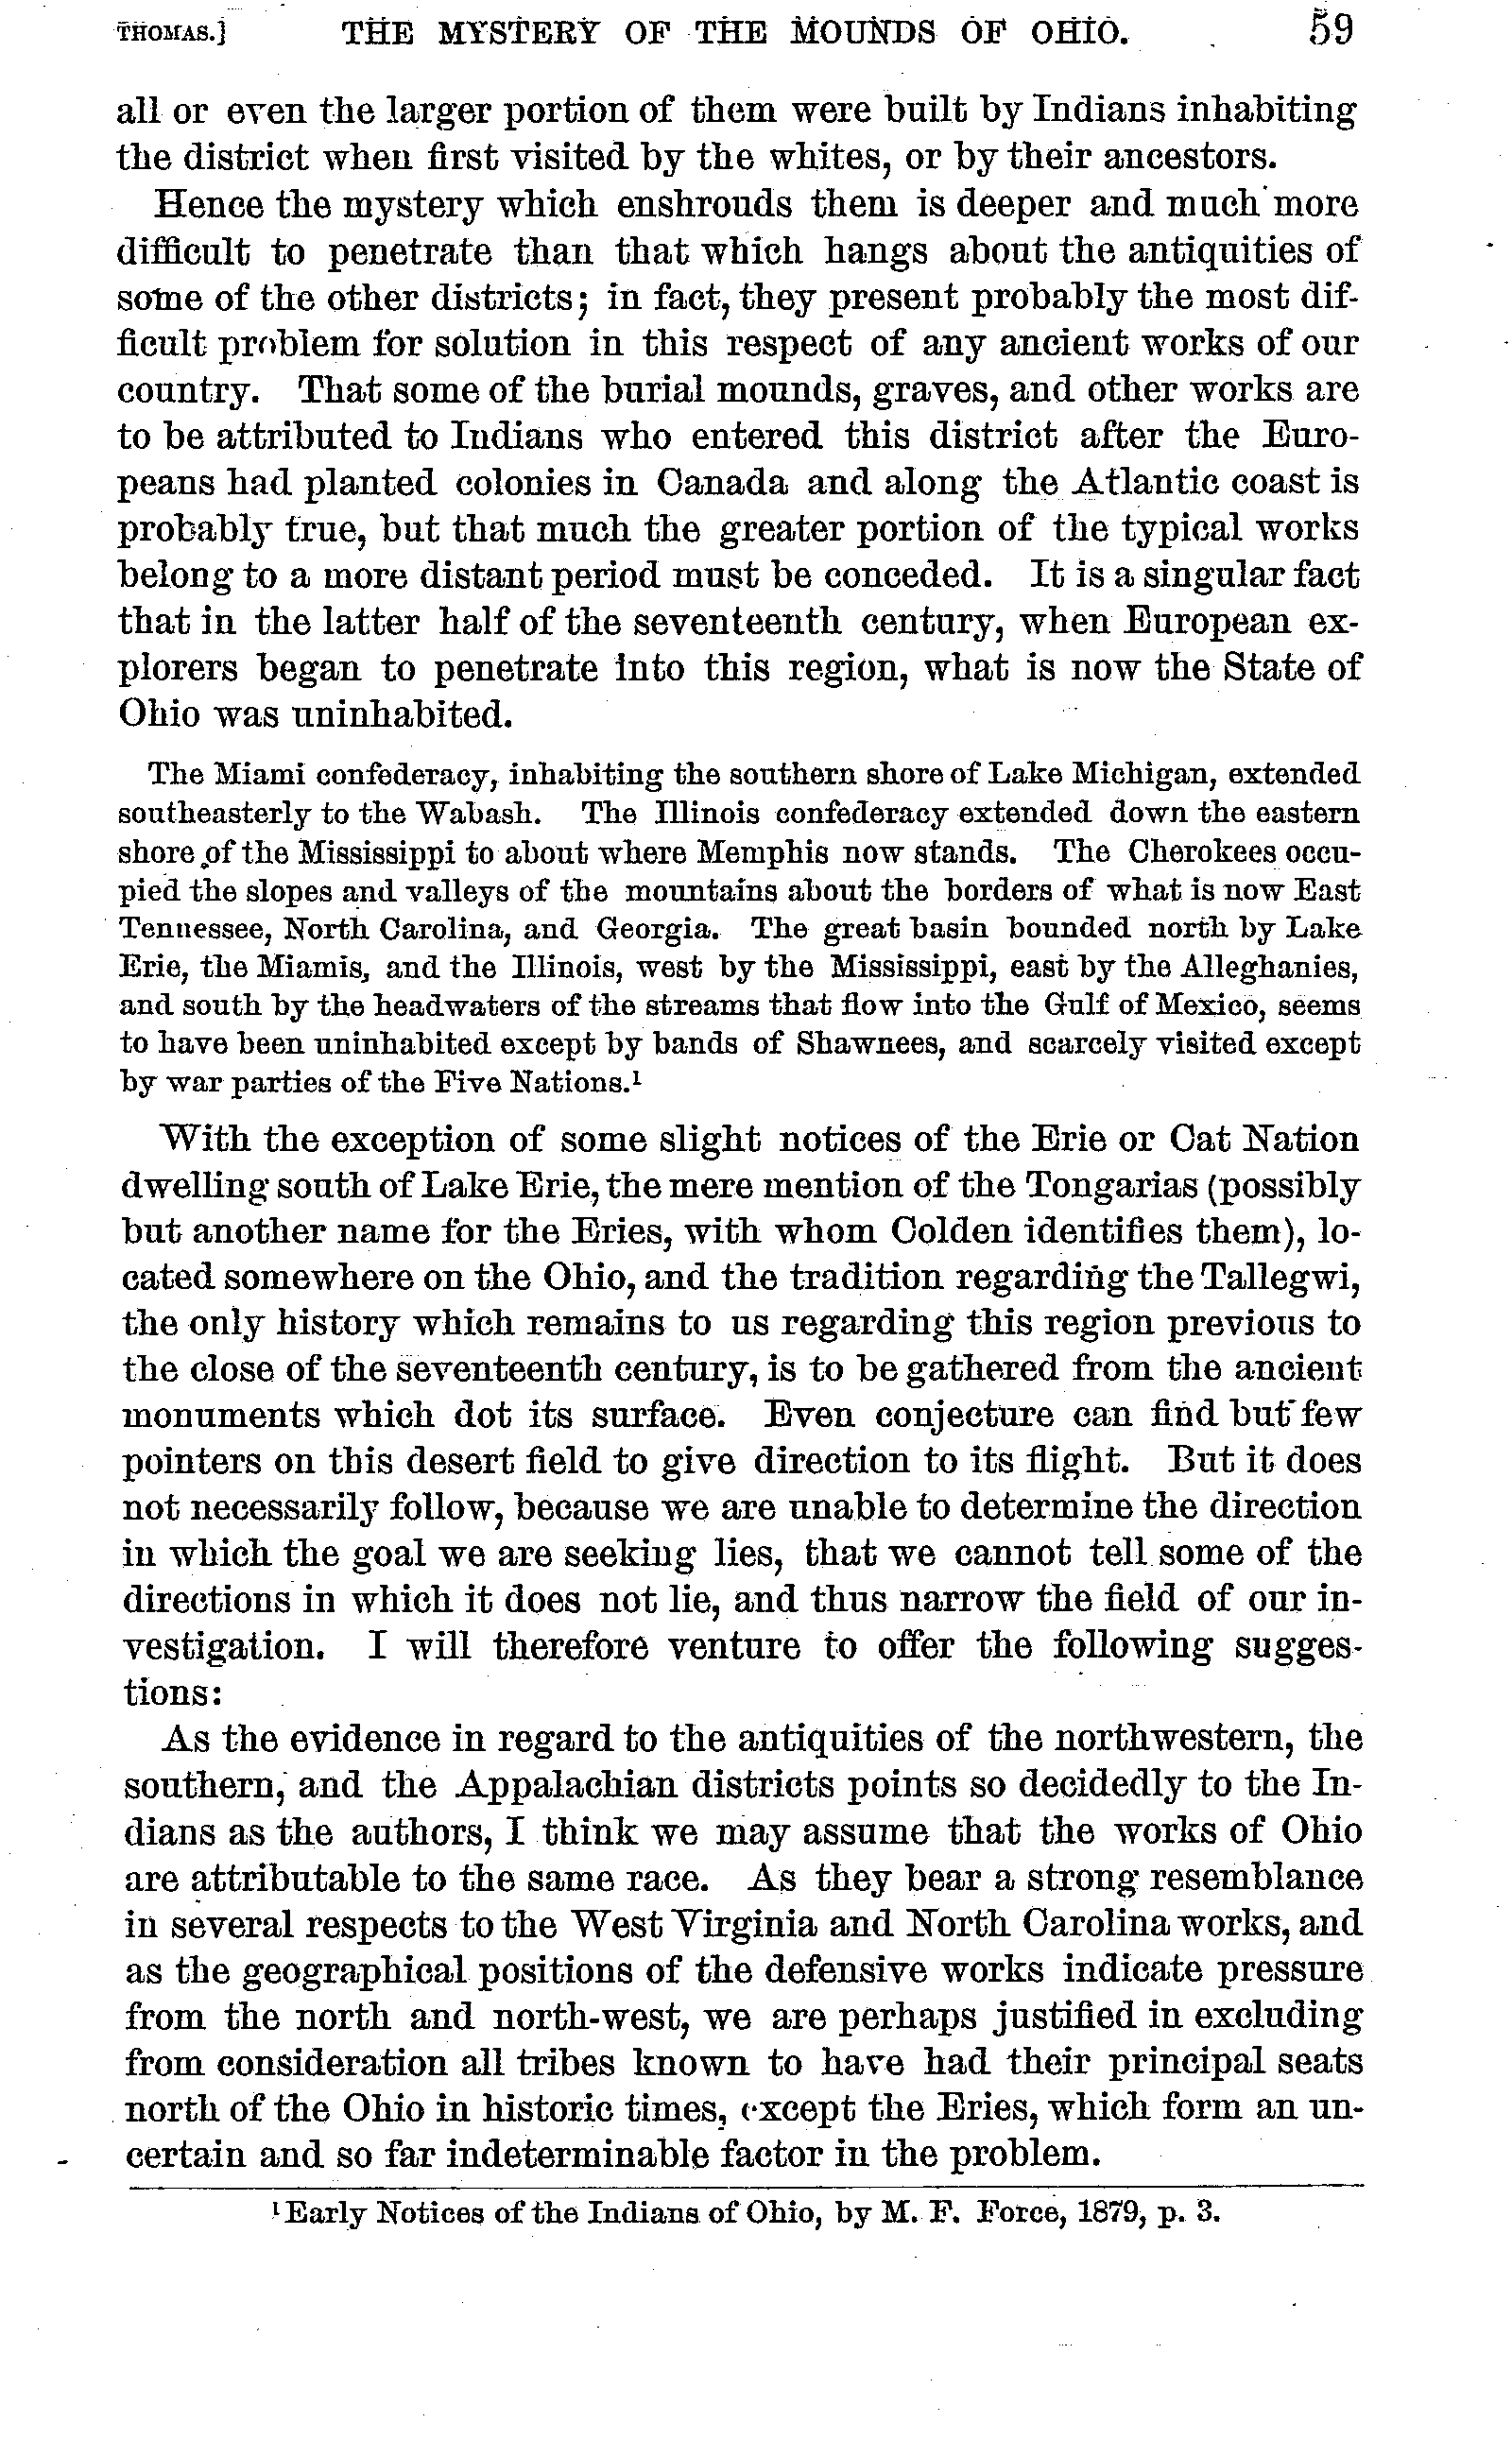 THOMAS.] THE MYSTERY OF THE MOUNDS OF OHIO. 59
all or even the larger portion of them were built by Indians inhabiting
the district when first visited by the whites, or by their ancestors.
Hence the mystery which enshrouds them is deeper and much more
difficult to penetrate than that which hangs about the antiquities of
some of the other districts; in fact, they present probably the most dif-
ficult problem for solution in this respect of any ancient works of our
country. That some of the burial mounds, graves, and other works are
to be attributed to Indians who entered this district after the Euro-
peans had planted colonies in Canada and along the Atlantic coast is
probably true, but that much the greater portion of the typical works
belong to a more distant period must be conceded. It is a singular fact
that in the latter half of the seventeenth century, when European ex-
plorers began to penetrate into this region, what is now the State of
Ohio was uninhabited.
The Miami confederacy, inhabiting the southern shore of Lake Michigan, extended
southeasterly to the Wabash. The Illinois confederacy extended down the eastern
shore of the Mississippi to about where Memphis now stands. The Cherokees occu-
pied the slopes and valleys of the mountains about the borders of what is now East
Tennessee, North Carolina, and Georgia. The great basin bounded north by Lake
Erie, the Miamis, and the Illinois, west by the Mississippi, east by the Alleghanies,
and south by the headwaters of the streams that flow into the Gulf of Mexico, seems
to have been uninhabited except by bands of Shawnees, and scarcely visited except
by war parties of the Five Nations.¹
With the exception of some slight notices of the Erie or Cat Nation
dwelling south of Lake Erie, the mere mention of the Tongarias (possibly
but another name for the Eries, with whom Colden identifies them), lo-
cated somewhere on the Ohio, and the tradition regarding the Tallegwi,
the only history which remains to us regarding this region previous to
the close of the seventeenth century, is to be gathered from the ancient
monuments which dot its surface. Even conjecture can find but few
pointers on this desert field to give direction to its flight. But it does
not necessarily follow, because we are unable to determine the direction
in which the goal we are seeking lies, that we cannot tell some of the
directions in which it does not lie, and thus narrow the field of our in-
vestigation. I will therefore venture to offer the following sugges-
tions:
As the evidence in regard to the antiquities of the northwestern, the
southern, and the Appalachian districts points so decidedly to the In-
dians as the authors, I think we may assume that the works of Ohio
are attributable to the same race. As they bear a strong resemblance
in several respects to the West Virginia and North Carolina works, and
as the geographical positions of the defensive works indicate pressure
from the north and north-west, we are perhaps justified in excluding
from consideration all tribes known to have had their principal seats
north of the Ohio in historic times, except the Eries, which form an un-
certain and so far indeterminable factor in the problem.
¹Early Notices of the Indians of Ohio, by M. F. Force, 1879, p. 3.